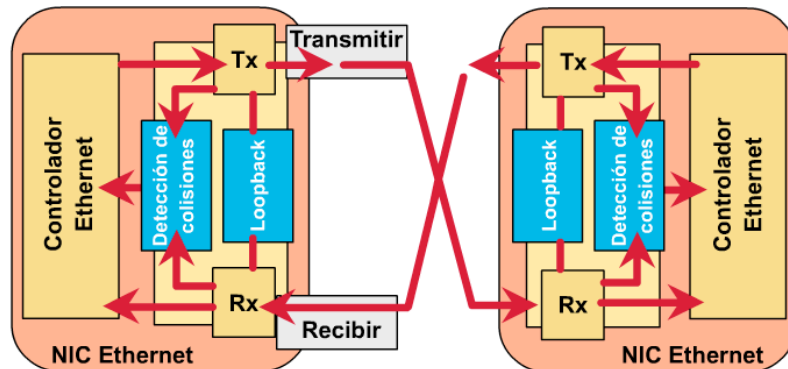 Tx
Transmitir
Controlador
Ethernet
Detección de
colisiones
Loopback
Rx
Recibir
NIC Ethernet
Tx
Loopback
Detección de
colisiones
Controlador
Ethernet
Rx
NIC Ethernet